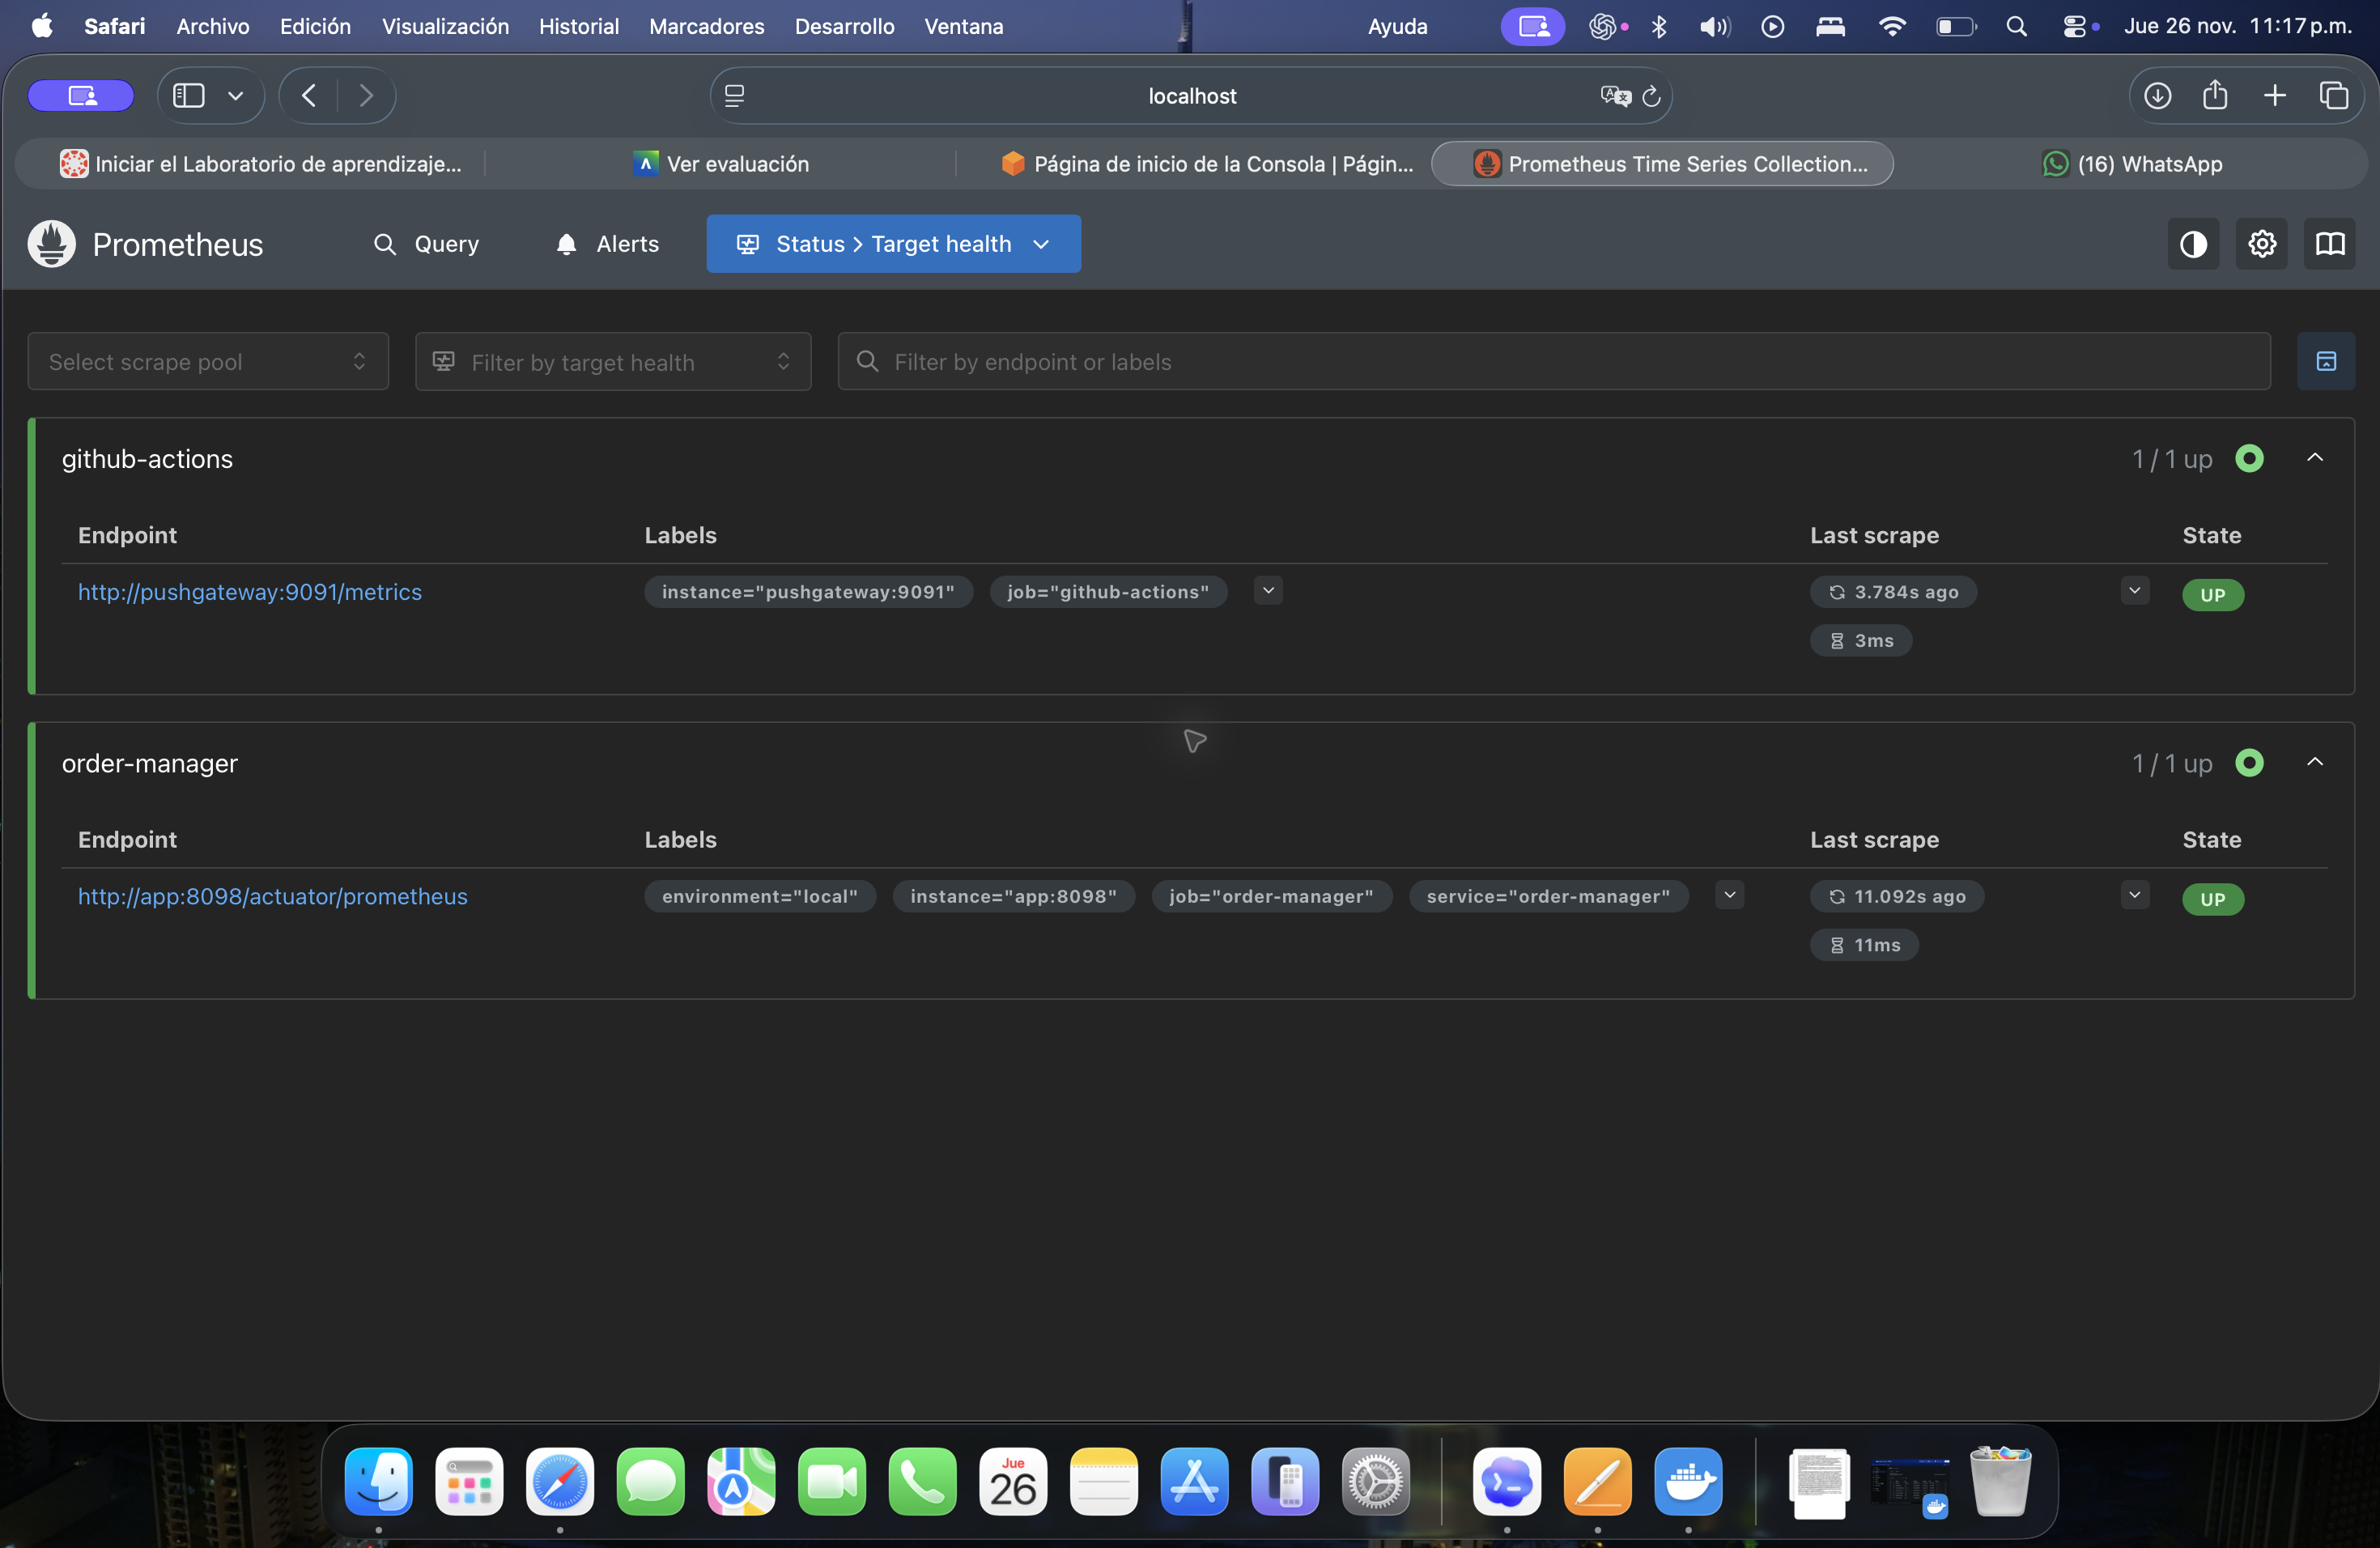 Safari Archivo Edición Visualización Historial Marcadores Desarrollo Ventana Ayuda Jue 26 nov. 11:17 p.m.
localhost
Iniciar el Laboratorio de aprendizaje... Ver evaluación Página de inicio de la Consola | Págin... Prometheus Time Series Collection... (16) WhatsApp
Prometheus Query Alerts Status > Target health
Select scrape pool Filter by target health Filter by endpoint or labels
github-actions 1 / 1 up
Endpoint Labels Last scrape State
http://pushgateway:9091/metrics instance="pushgateway:9091" job="github-actions" 3.784s ago UP
3ms
order-manager 1 / 1 up
Endpoint Labels Last scrape State
http://app:8098/actuator/prometheus environment="local" instance="app:8098" job="order-manager" service="order-manager" 11.092s ago UP
11ms
Jue
26